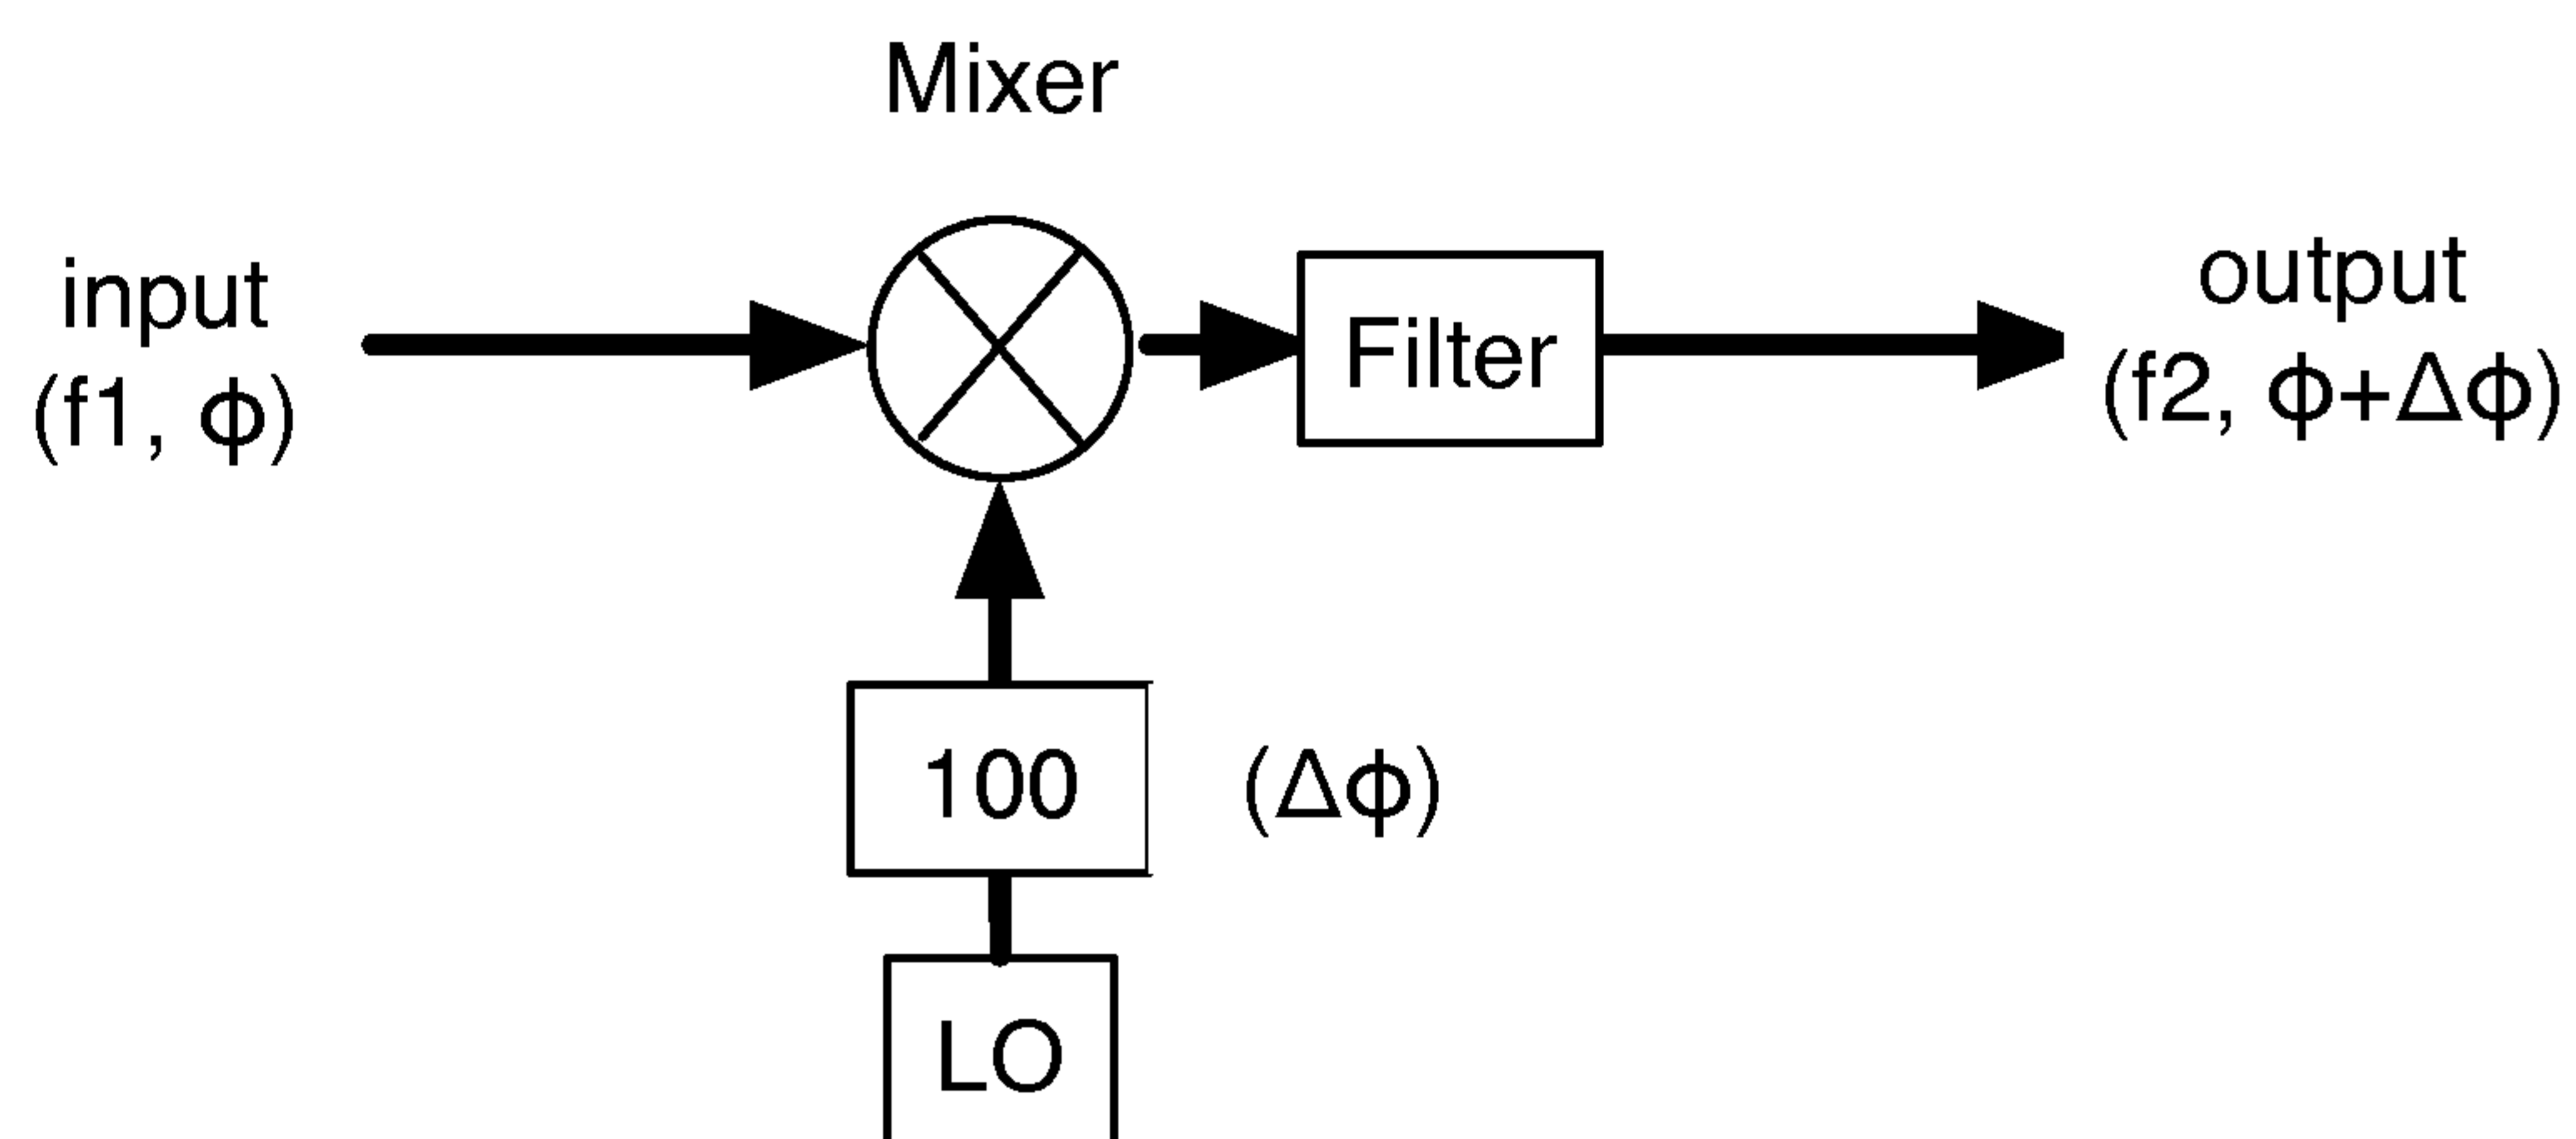 Mixer
input
(f1, ϕ)
Filter
output
(f2, ϕ+Δϕ)
100
(Δϕ)
LO